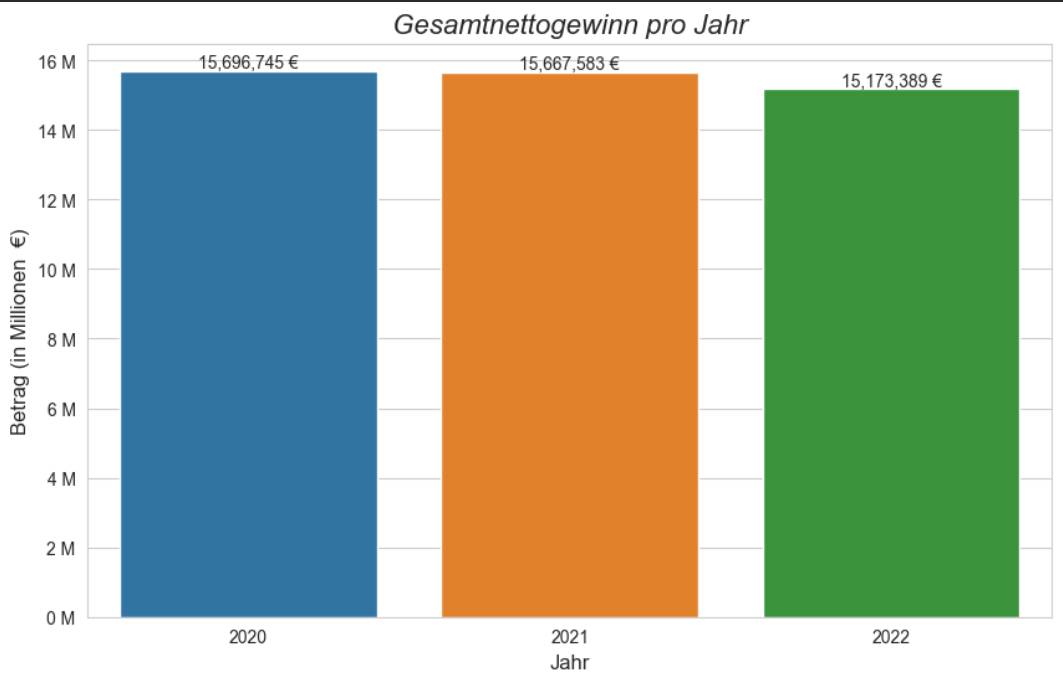 Gesamtnettogewinn pro Jahr
16 M
14 M
12 M
10 M
8 M
6 M
4 M
2 M
0 M
Betrag (in Millionen  €)
15,696,745 €
15,667,583 €
15,173,389 €
2020
2021
2022
Jahr